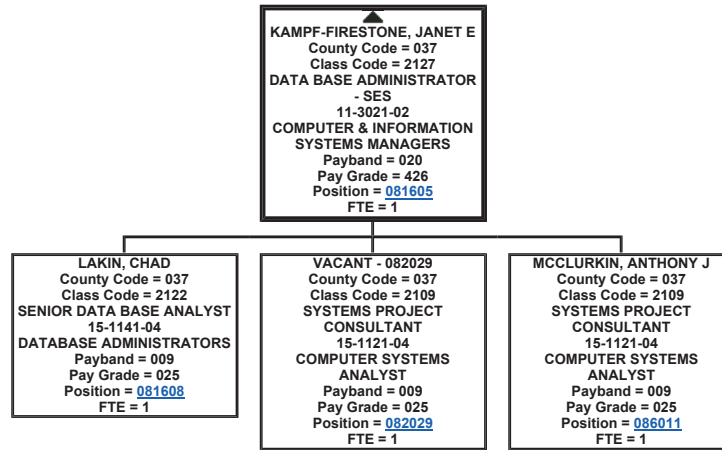 KAMPF-FIRESTONE, JANET E
County Code = 037
Class Code = 2127
DATA BASE ADMINISTRATOR
- SES
11-3021-02
COMPUTER & INFORMATION
SYSTEMS MANAGERS
Payband = 020
Pay Grade = 426
Position = 081605
FTE = 1
LAKIN, CHAD
County Code = 037
Class Code = 2122
SENIOR DATA BASE ANALYST
15-1141-04
DATABASE ADMINISTRATORS
Payband = 009
Pay Grade = 025
Position = 081608
FTE = 1
VACANT - 082029
County Code = 037
Class Code = 2109
SYSTEMS PROJECT
CONSULTANT
15-1121-04
COMPUTER SYSTEMS
ANALYST
Payband = 009
Pay Grade = 025
Position = 082029
FTE = 1
MCCLURKIN, ANTHONY J
County Code = 037
Class Code = 2109
SYSTEMS PROJECT
CONSULTANT
15-1121-04
COMPUTER SYSTEMS
ANALYST
Payband = 009
Pay Grade = 025
Position = 086011
FTE = 1